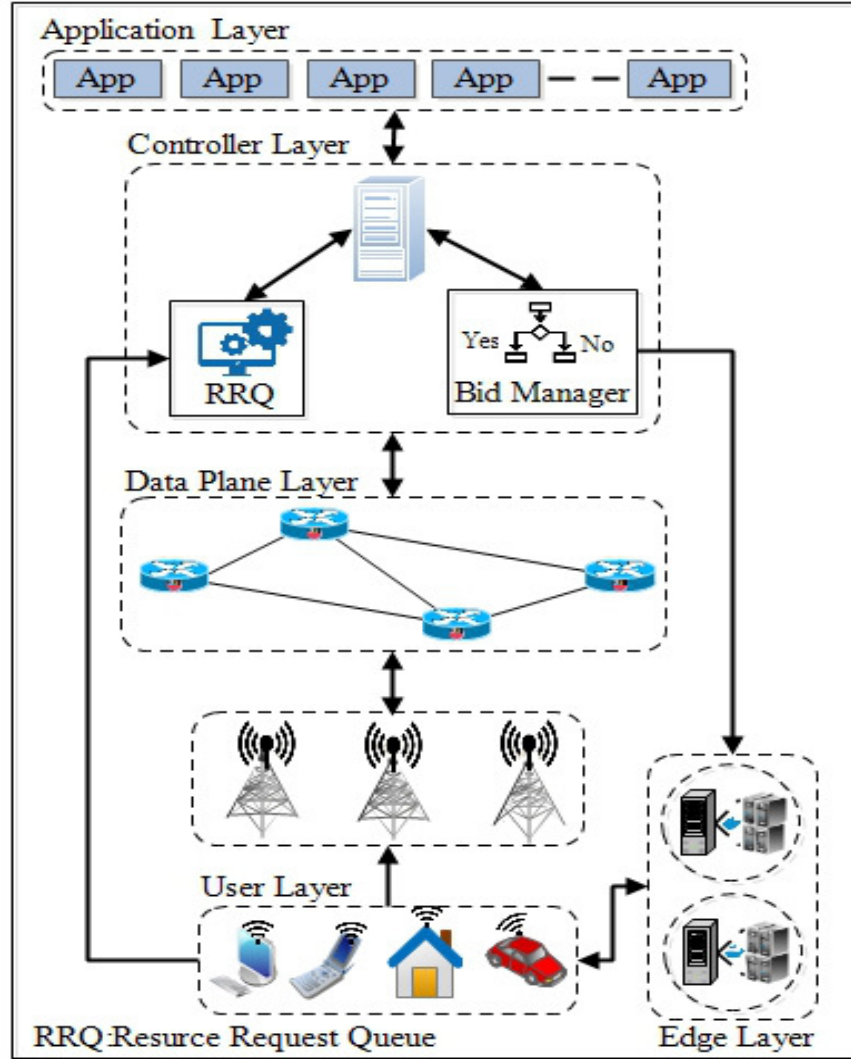 Application Layer
App App App App App
Controller Layer
Yes No
RRQ
Bid Manager
Data Plane Layer
User Layer
RRQ:Resurce Request Queue
Edge Layer